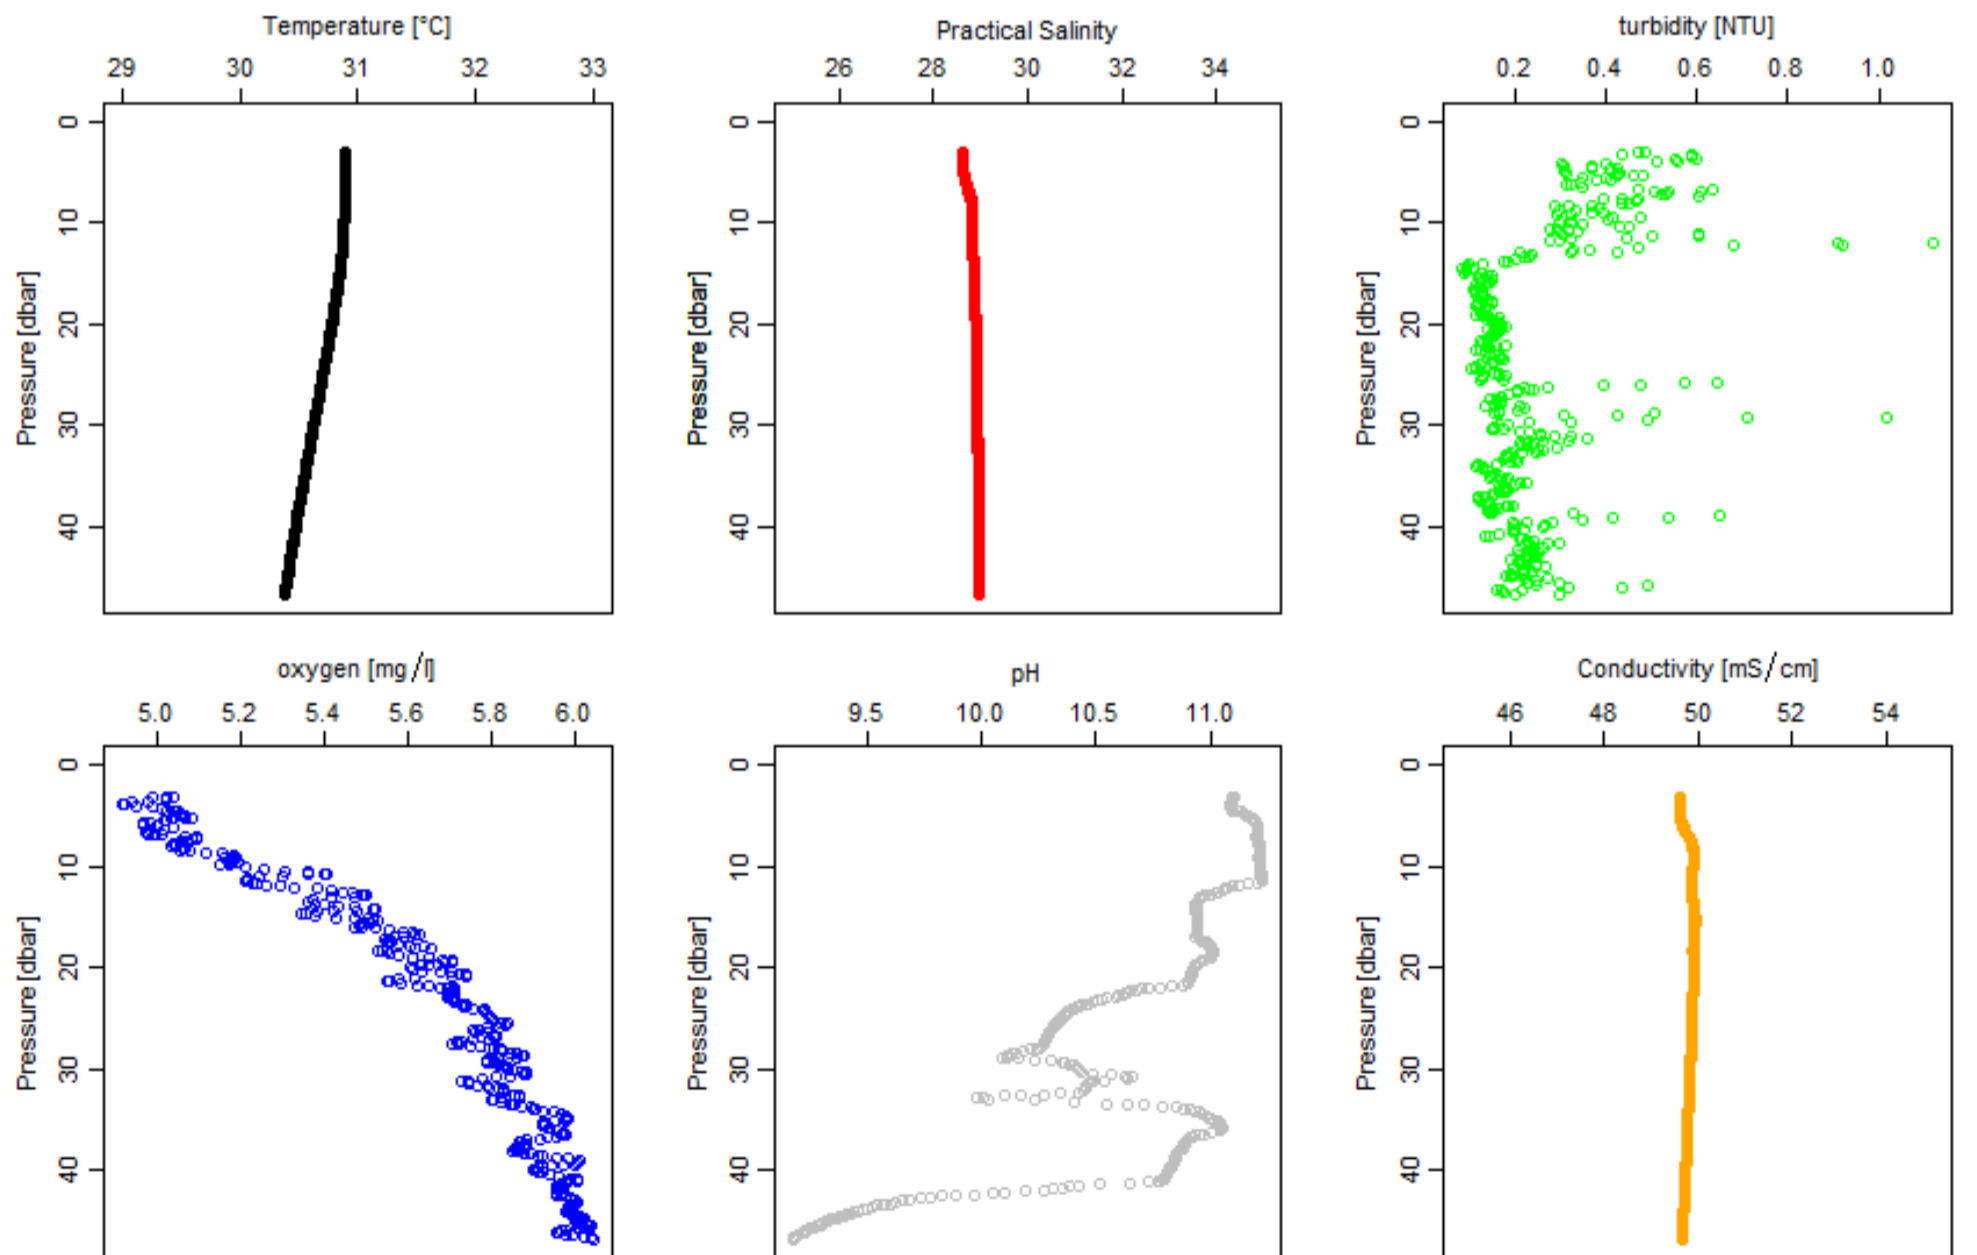 Temperature [°C]
29 30 31 32 33
0
10
20
30
40
Pressure [dbar]
Practical Salinity
26 28 30 32 34
0
10
20
30
40
Pressure [dbar]
turbidity [NTU]
0.2 0.4 0.6 0.8 1.0
0
10
20
30
40
Pressure [dbar]
oxygen [mg/l]
5.0 5.2 5.4 5.6 5.8 6.0
0
10
20
30
40
Pressure [dbar]
pH
9.5 10.0 10.5 11.0
0
10
20
30
40
Pressure [dbar]
Conductivity [mS/cm]
46 48 50 52 54
0
10
20
30
40
Pressure [dbar]